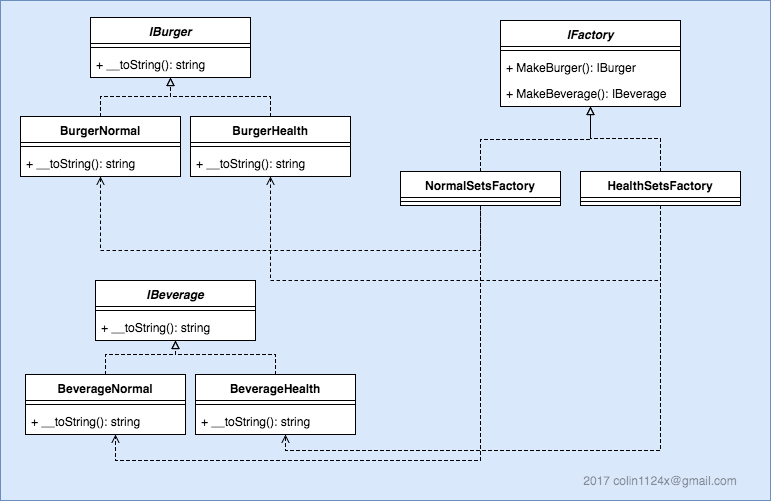 IBurger
+ __toString(): string
IFactory
+ MakeBurger(): IBurger
+ MakeBeverage(): IBeverage
BurgerNormal
+ __toString(): string
BurgerHealth
+ __toString(): string
NormalSetsFactory
HealthSetsFactory
IBeverage
+ __toString(): string
BeverageNormal
+ __toString(): string
BeverageHealth
+ __toString(): string
2017 colin1124x@gmail.com